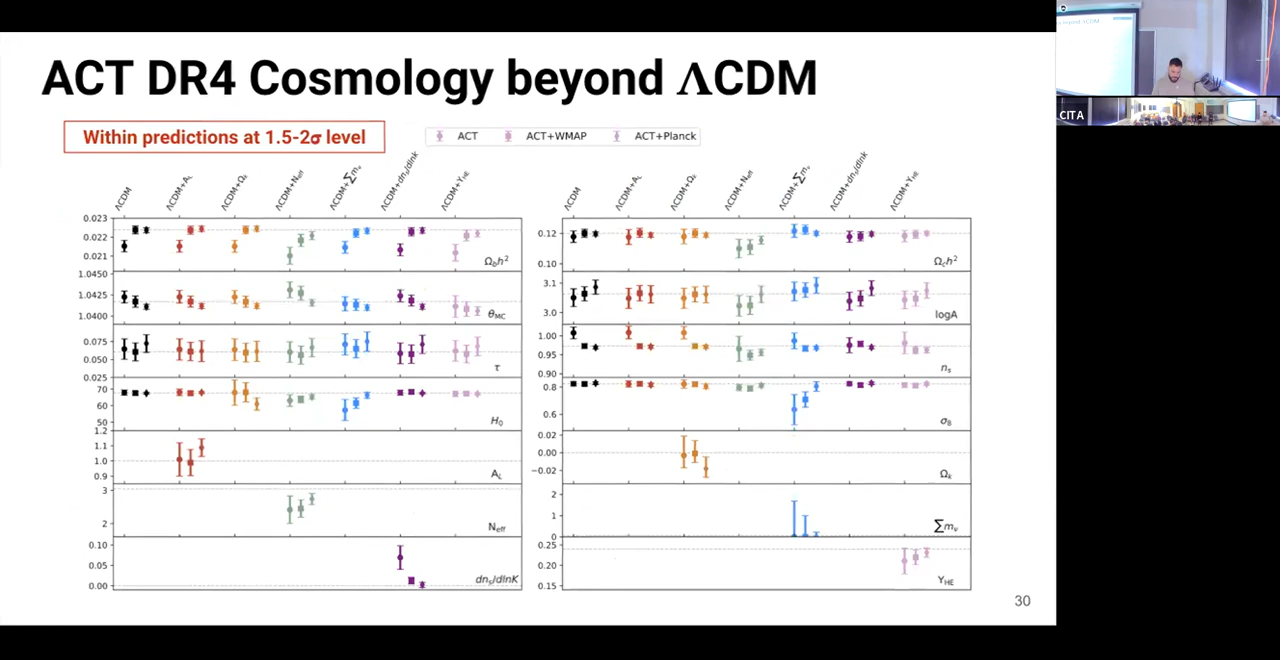 ACT DR4 Cosmology beyond ΛCDM
Within predictions at 1.5-2σ level
ACT ACT+WMAP ACT+Planck
ΛCDM ΛCDM+A_L ΛCDM+Ω_k ΛCDM+N_eff ΛCDM+∑m_ν ΛCDM+dn_s/dlnk ΛCDM+Y_HE
ΛCDM ΛCDM+A_L ΛCDM+Ω_k ΛCDM+N_eff ΛCDM+∑m_ν ΛCDM+dn_s/dlnk ΛCDM+Y_HE
0.023
0.022
0.021
Ω_b h²
1.0450
1.0425
1.0400
θ_MC
0.075
0.050
0.025
τ
70
60
50
H₀
1.2
1.1
1.0
0.9
A_L
3
2
N_eff
0.10
0.05
0.00
dn_s/dlnK
0.12
0.10
Ω_c h²
3.1
3.0
logA
1.00
0.95
0.90
n_s
0.8
0.6
σ₈
0.02
0.00
−0.02
Ω_k
2
1
0
∑m_ν
0.25
0.20
0.15
Y_HE
30
CITA